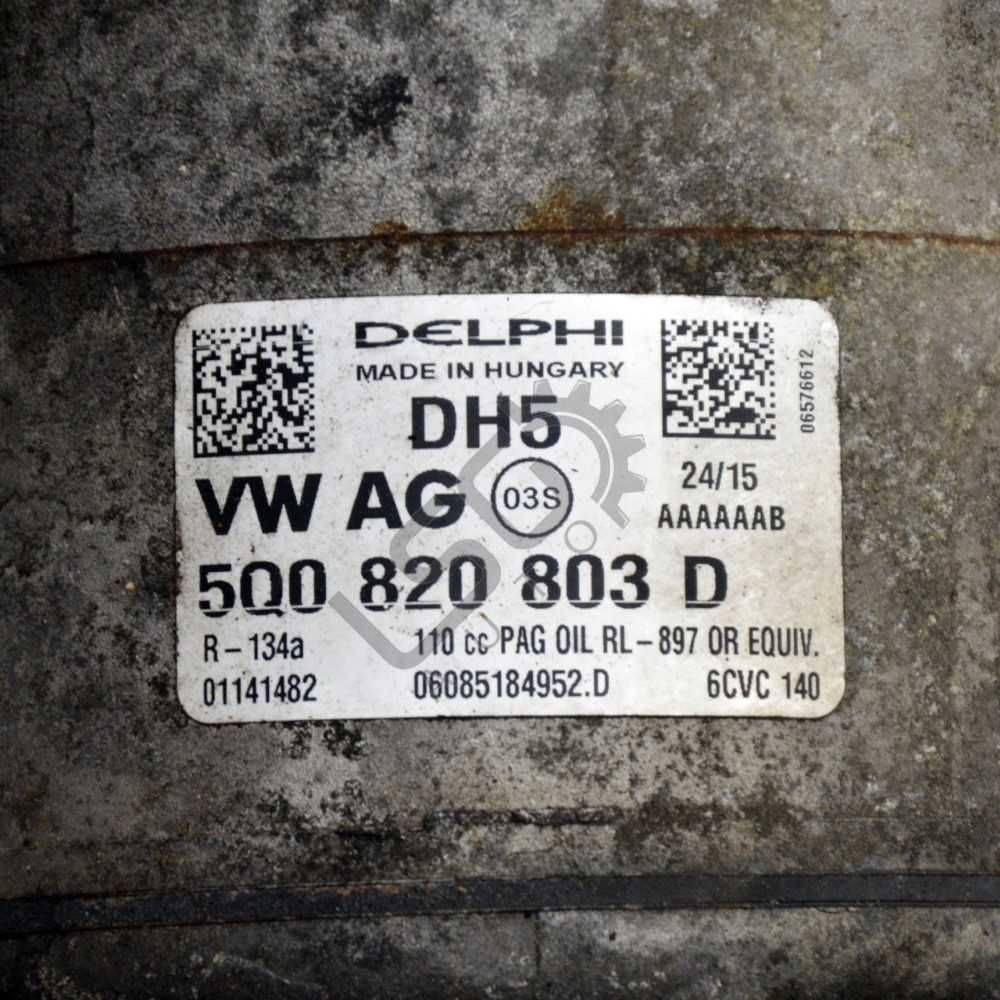 DELPHI
MADE IN HUNGARY
DH5
06576612
VW AG 03S
24/15
AAAAAAB
5Q0 820 803 D
R-134a 110 cc PAG OIL RL-897 OR EQUIV.
01141482 06085184952.D 6CVC 140
LSD